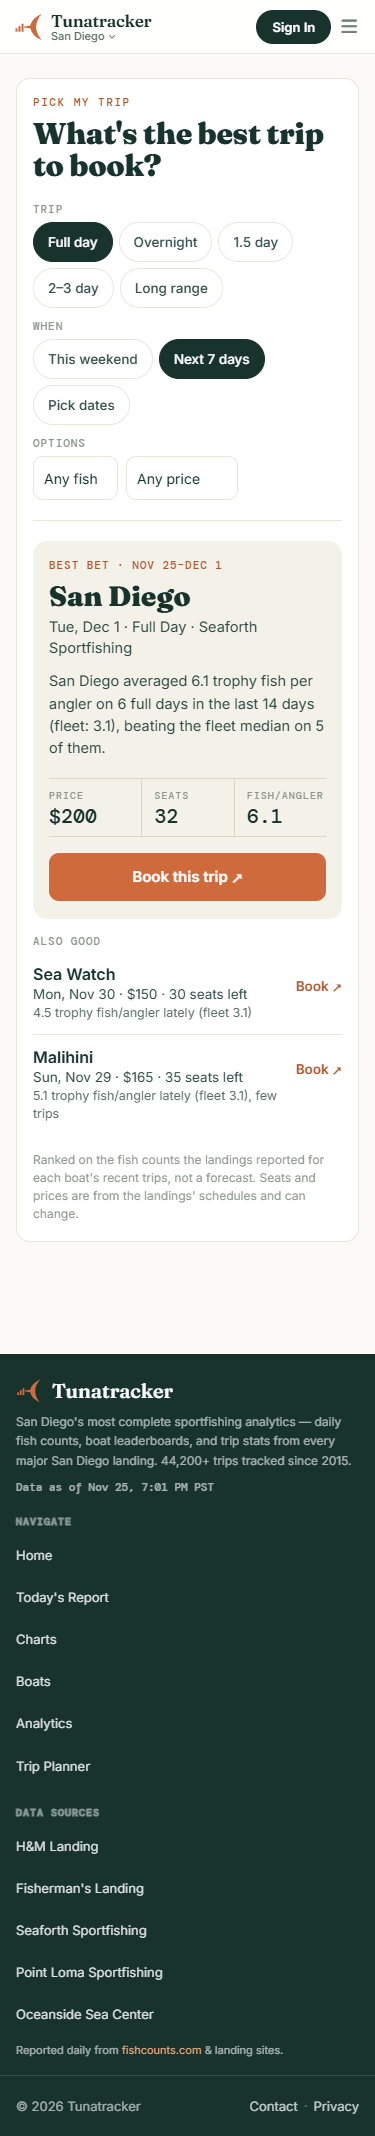 Tunatracker
San Diego
Sign In
PICK MY TRIP
What's the best trip
to book?
TRIP
Full day
Overnight
1.5 day
2–3 day
Long range
WHEN
This weekend
Next 7 days
Pick dates
OPTIONS
Any fish
Any price
BEST BET · NOV 25–DEC 1
San Diego
Tue, Dec 1 · Full Day · Seaforth
Sportfishing
San Diego averaged 6.1 trophy fish per
angler on 6 full days in the last 14 days
(fleet: 3.1), beating the fleet median on 5
of them.
PRICE
SEATS
FISH/ANGLER
$200
32
6.1
Book this trip ↗
ALSO GOOD
Sea Watch
Mon, Nov 30 · $150 · 30 seats left
4.5 trophy fish/angler lately (fleet 3.1)
Book ↗
Malihini
Sun, Nov 29 · $165 · 35 seats left
5.1 trophy fish/angler lately (fleet 3.1), few
trips
Book ↗
Ranked on the fish counts the landings reported for
each boat's recent trips, not a forecast. Seats and
prices are from the landings' schedules and can
change.
Tunatracker
San Diego's most complete sportfishing analytics — daily
fish counts, boat leaderboards, and trip stats from every
major San Diego landing. 44,200+ trips tracked since 2015.
Data as of Nov 25, 7:01 PM PST
NAVIGATE
Home
Today's Report
Charts
Boats
Analytics
Trip Planner
DATA SOURCES
H&M Landing
Fisherman's Landing
Seaforth Sportfishing
Point Loma Sportfishing
Oceanside Sea Center
Reported daily from fishcounts.com & landing sites.
© 2026 Tunatracker
Contact · Privacy